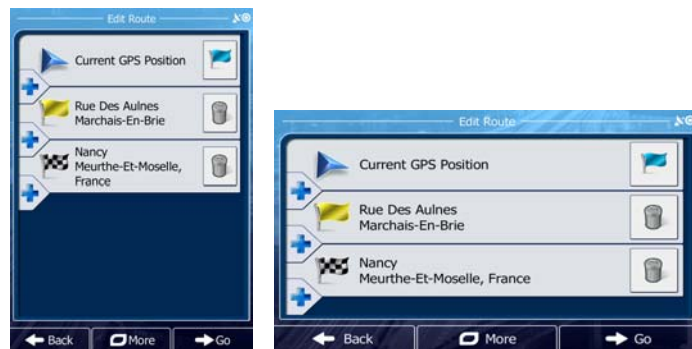 Edit Route
Current GPS Position
Rue Des Aulnes
Marchais-En-Brie
Nancy
Meurthe-Et-Moselle,
France
Back
More
Go
Edit Route
Current GPS Position
Rue Des Aulnes
Marchais-En-Brie
Nancy
Meurthe-Et-Moselle, France
Back
More
Go